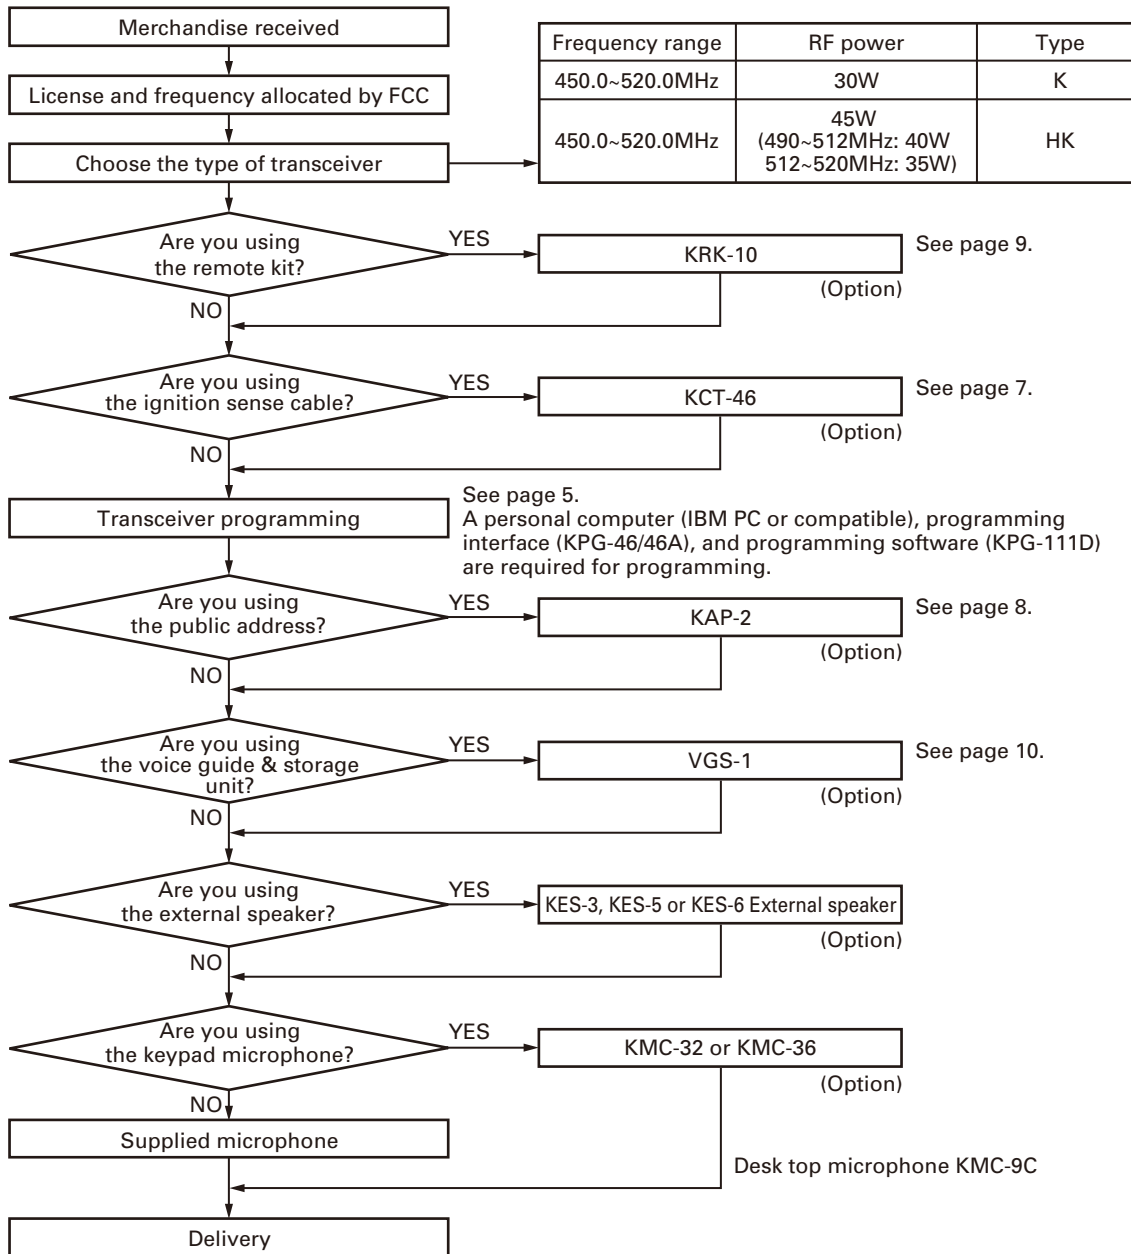 Merchandise received
License and frequency allocated by FCC
Choose the type of transceiver
Frequency range RF power Type
450.0~520.0MHz 30W K
450.0~520.0MHz 45W HK
(490~512MHz: 40W
512~520MHz: 35W)
Are you using
the remote kit?
YES
KRK-10
See page 9.
(Option)
NO
Are you using
the ignition sense cable?
YES
KCT-46
See page 7.
(Option)
NO
Transceiver programming
See page 5.
A personal computer (IBM PC or compatible), programming
interface (KPG-46/46A), and programming software (KPG-111D)
are required for programming.
Are you using
the public address?
YES
KAP-2
See page 8.
(Option)
NO
Are you using
the voice guide & storage
unit?
YES
VGS-1
See page 10.
(Option)
NO
Are you using
the external speaker?
YES
KES-3, KES-5 or KES-6 External speaker
(Option)
NO
Are you using
the keypad microphone?
YES
KMC-32 or KMC-36
(Option)
NO
Supplied microphone
Desk top microphone KMC-9C
Delivery